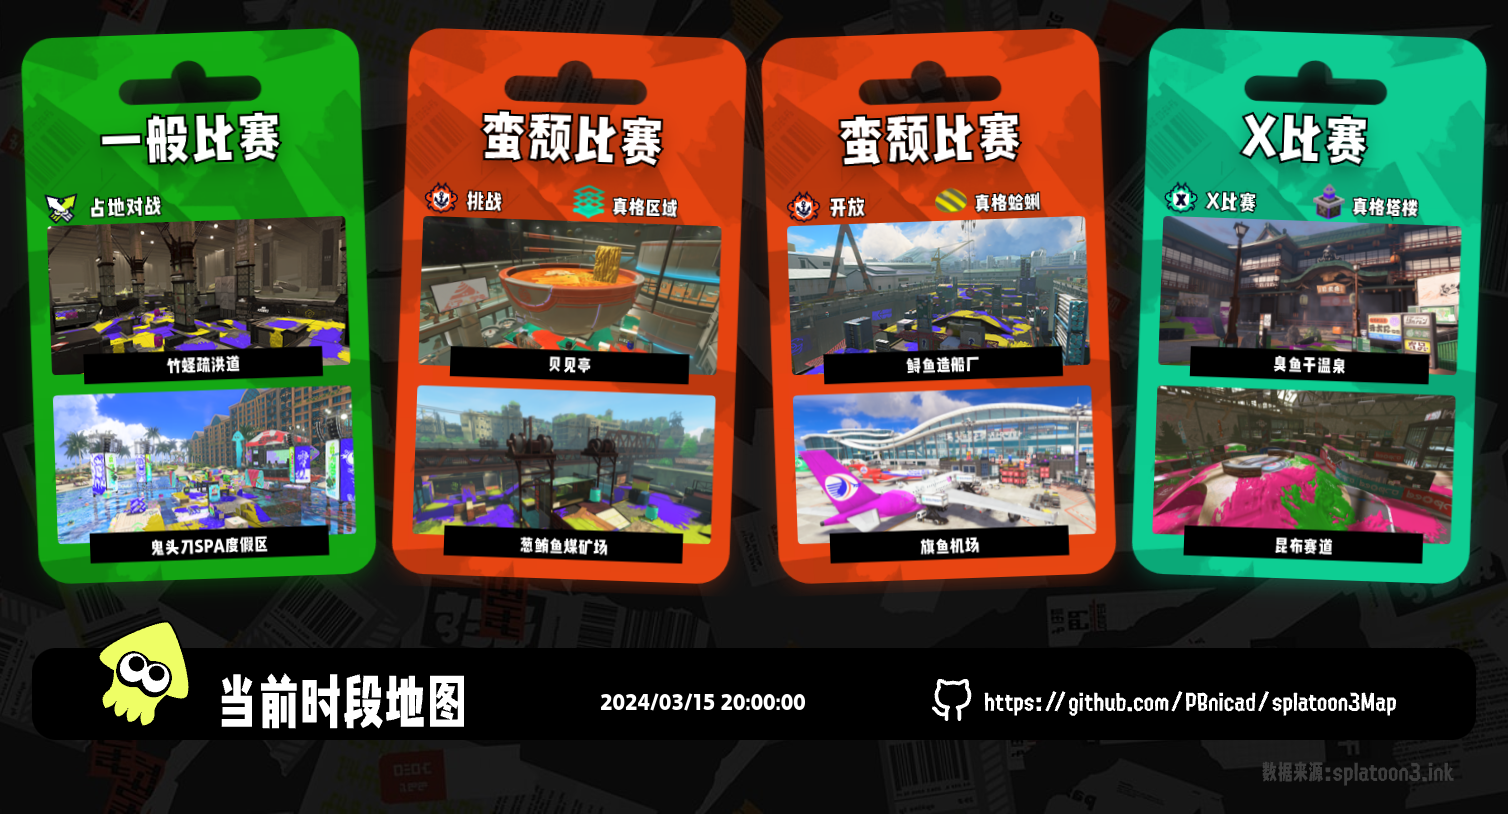 一般比赛
占地对战
竹蛏疏洪道
鬼头刀SPA度假区
蛮颓比赛
挑战
真格区域
贝贝亭
葱鲔鱼煤矿场
蛮颓比赛
开放
真格蛤蜊
鲟鱼造船厂
旗鱼机场
X比赛
X比赛
真格塔楼
臭鱼干温泉
昆布赛道
当前时段地图
2024/03/15 20:00:00
https://github.com/PBnicad/splatoon3Map
数据来源:splatoon3.ink